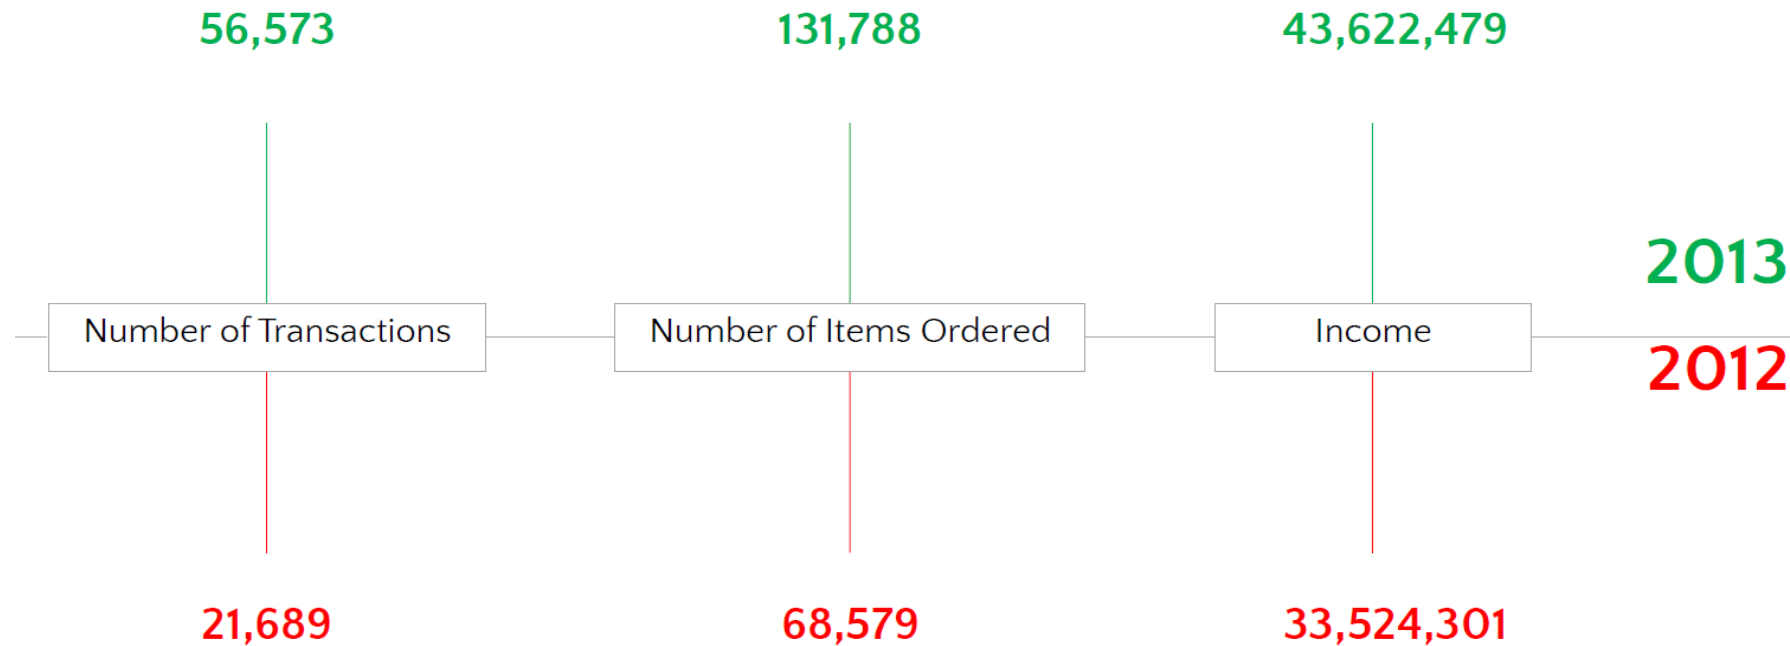 56,573
131,788
43,622,479
2013
Number of Transactions
Number of Items Ordered
Income
2012
21,689
68,579
33,524,301